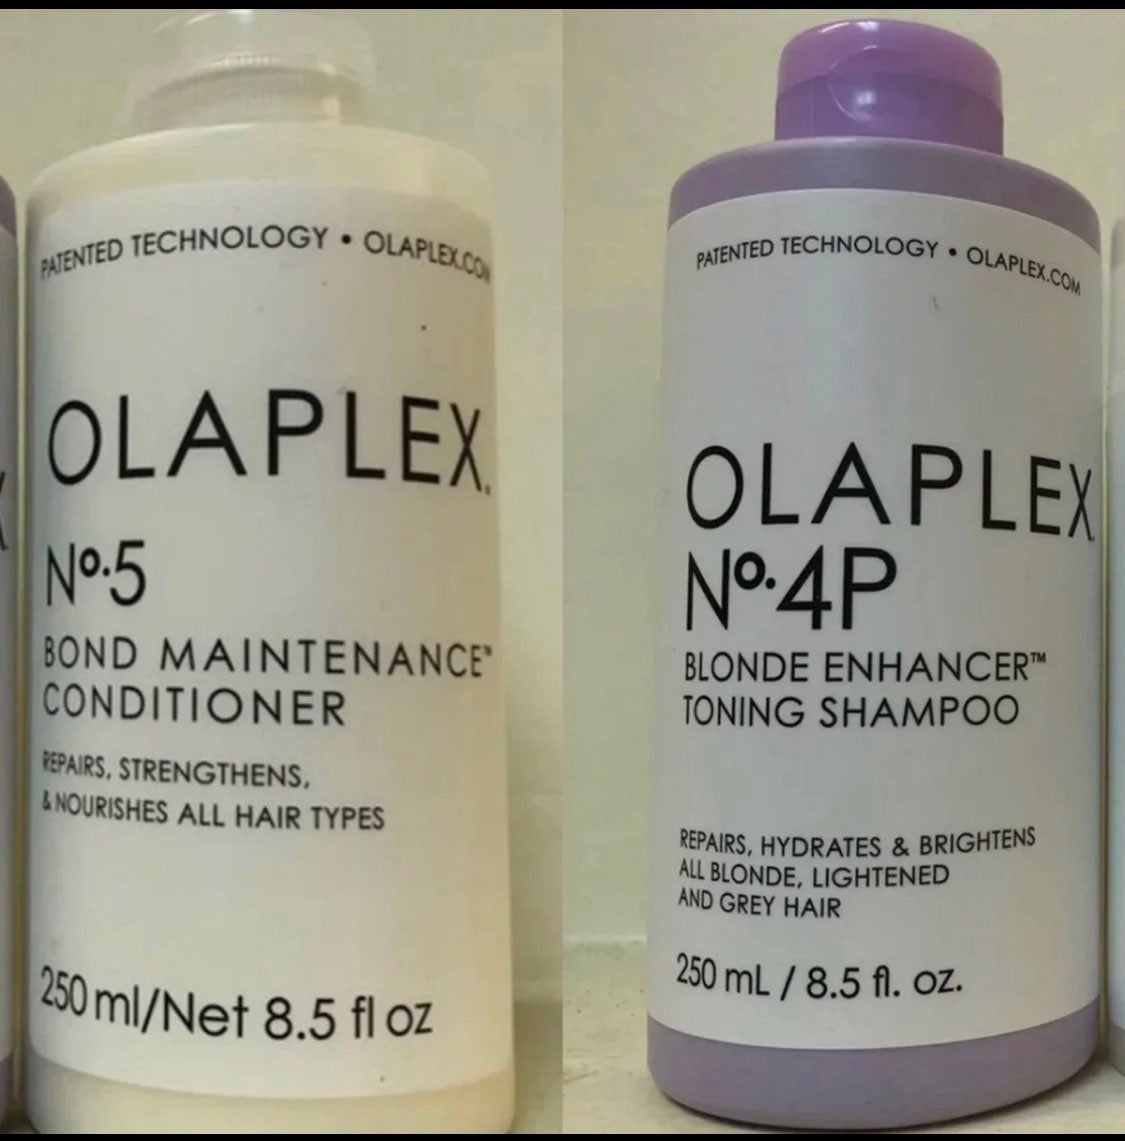 PATENTED TECHNOLOGY • OLAPLEX.COM
OLAPLEX.
Nº.5
BOND MAINTENANCE™
CONDITIONER
REPAIRS, STRENGTHENS,
& NOURISHES ALL HAIR TYPES
250 ml/Net 8.5 fl oz
PATENTED TECHNOLOGY • OLAPLEX.COM
OLAPLEX.
Nº.4P
BLONDE ENHANCER™
TONING SHAMPOO
REPAIRS, HYDRATES & BRIGHTENS
ALL BLONDE, LIGHTENED
AND GREY HAIR
250 mL / 8.5 fl. oz.